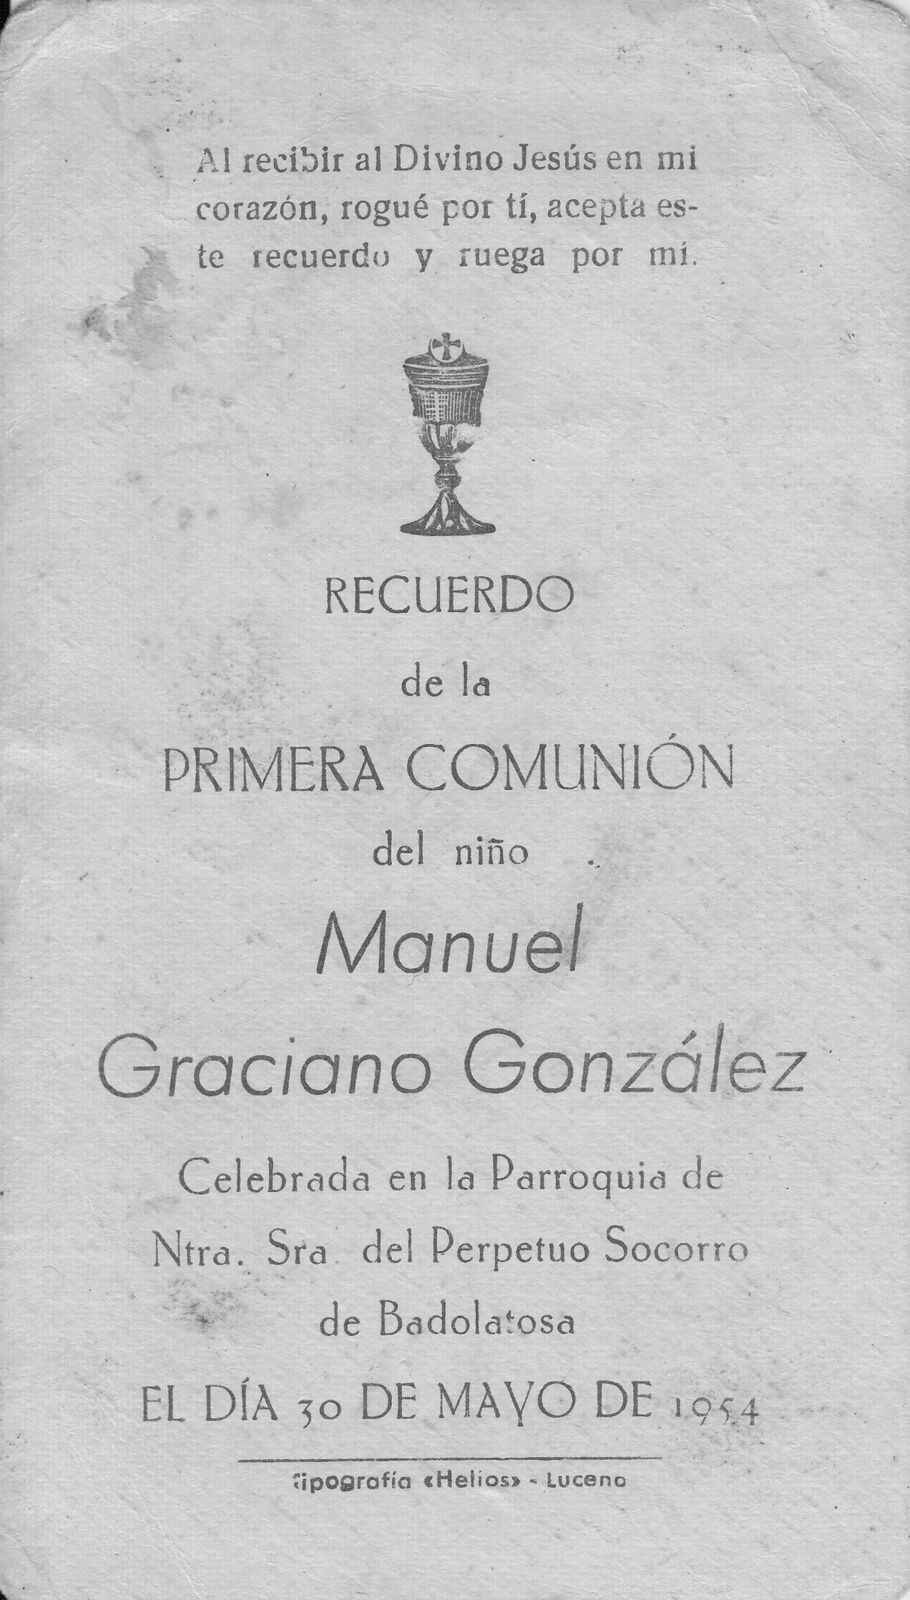 Al recibir al Divino Jesús en mi
corazón, rogué por tí, acepta es-
te recuerdo y ruega por mí.
RECUERDO
de la
PRIMERA COMUNIÓN
del niño
Manuel
Graciano González
Celebrada en la Parroquia de
Ntra. Sra. del Perpetuo Socorro
de Badolatosa
EL DÍA 30 DE MAYO DE 1954
Tipografía «Helios» - Lucena